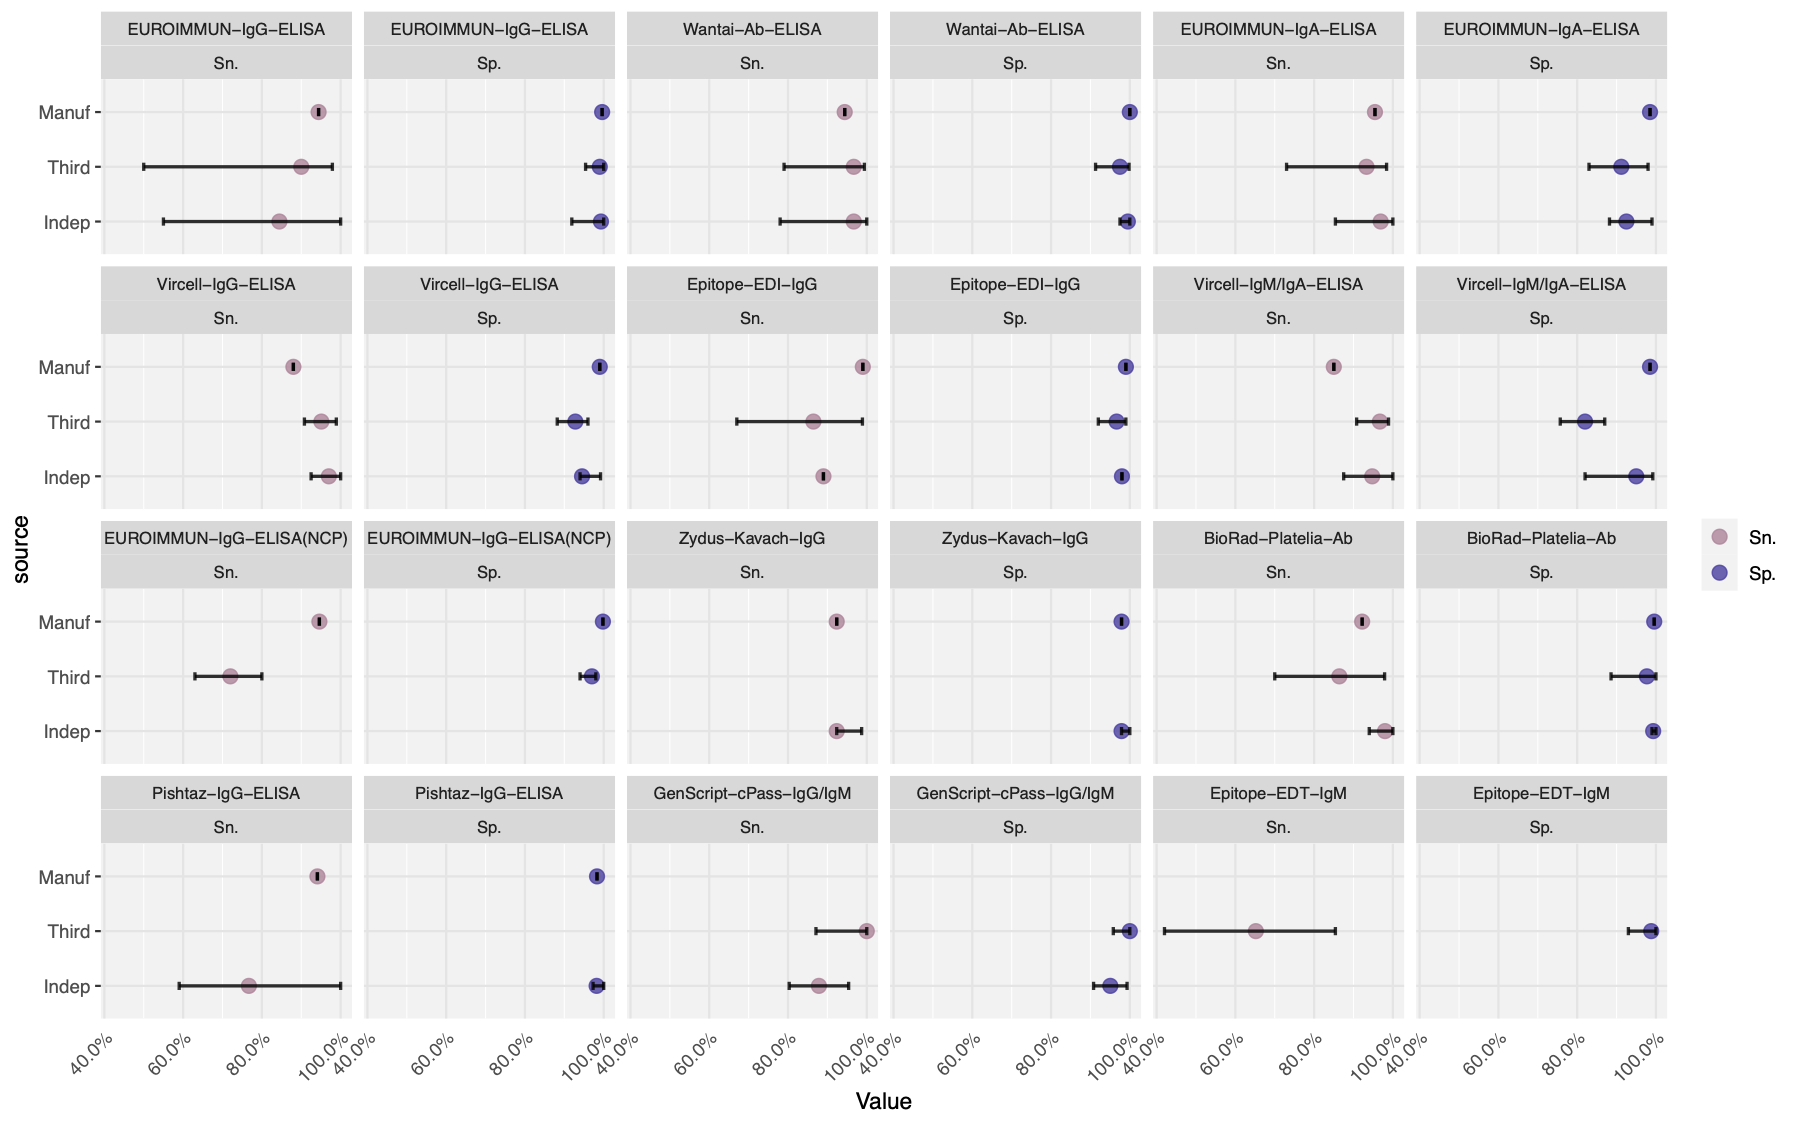 EUROIMMUN−IgG−ELISA EUROIMMUN−IgG−ELISA Wantai−Ab−ELISA Wantai−Ab−ELISA EUROIMMUN−IgA−ELISA EUROIMMUN−IgA−ELISA
Sn. Sp. Sn. Sp. Sn. Sp.
Manuf
Third
Indep
Vircell−IgG−ELISA Vircell−IgG−ELISA Epitope−EDI−IgG Epitope−EDI−IgG Vircell−IgM/IgA−ELISA Vircell−IgM/IgA−ELISA
Sn. Sp. Sn. Sp. Sn. Sp.
Manuf
Third
Indep
source
EUROIMMUN−IgG−ELISA(NCP) EUROIMMUN−IgG−ELISA(NCP) Zydus−Kavach−IgG Zydus−Kavach−IgG BioRad−Platelia−Ab BioRad−Platelia−Ab
Sn. Sp. Sn. Sp. Sn. Sp.
Manuf
Third
Indep
Sn.
Sp.
Pishtaz−IgG−ELISA Pishtaz−IgG−ELISA GenScript−cPass−IgG/IgM GenScript−cPass−IgG/IgM Epitope−EDT−IgM Epitope−EDT−IgM
Sn. Sp. Sn. Sp. Sn. Sp.
Manuf
Third
Indep
40.0% 60.0% 80.0% 100.0% 40.0% 60.0% 80.0% 100.0% 40.0% 60.0% 80.0% 100.0% 40.0% 60.0% 80.0% 100.0% 40.0% 60.0% 80.0% 100.0% 40.0% 60.0% 80.0% 100.0%
Value